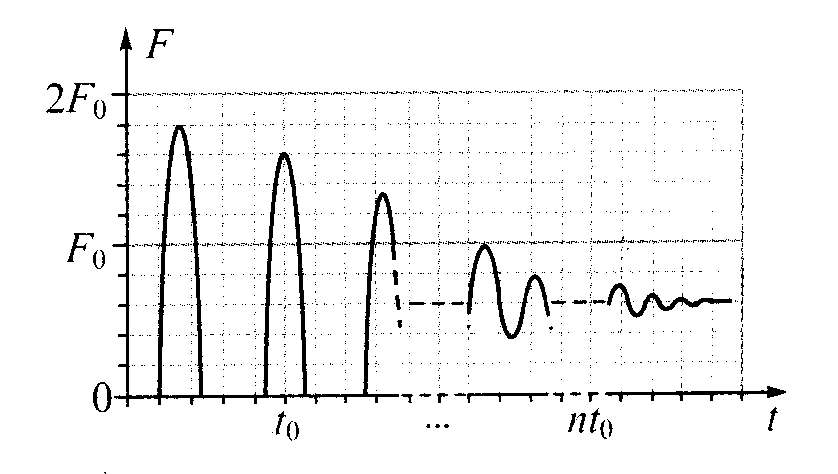 F
2F₀
F₀
0
t₀
...
nt₀
t